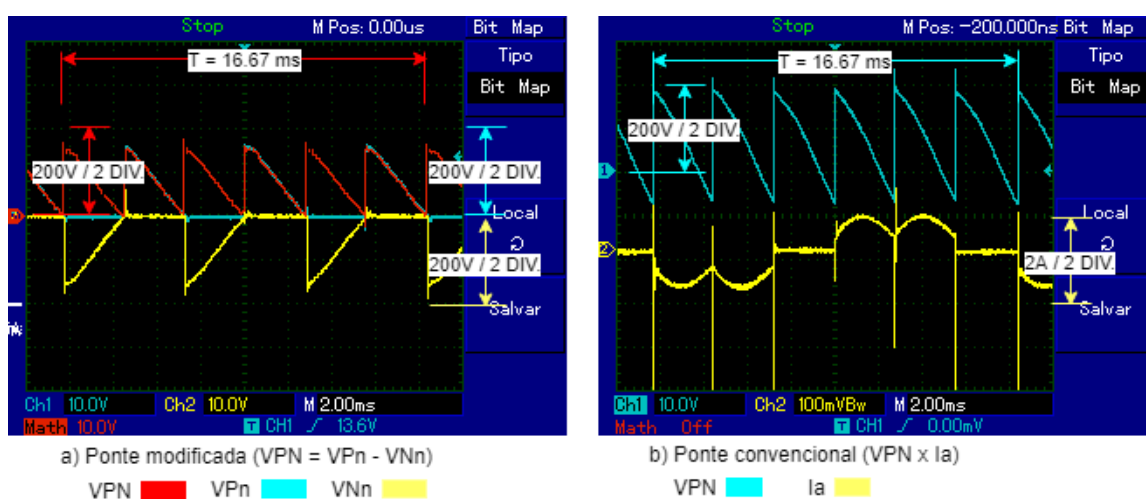 Stop M Pos: 0.00us Bit Map
Tipo
Bit Map
T = 16.67 ms
200V / 2 DIV.
200V / 2 DIV.
200V / 2 DIV.
Local
Salvar
Ch1 10.0V Ch2 10.0V M 2.00ms
Math 10.0V T CH1 13.6V
a) Ponte modificada (VPN = VPn - VNn)
VPN VPn VNn
Stop M Pos: -200.000ns Bit Map
Tipo
Bit Map
T = 16.67 ms
200V / 2 DIV.
1
2
Local
2A / 2 DIV.
Salvar
Ch1 10.0V Ch2 100mVBw M 2.00ms
Math Off T CH1 0.00mV
b) Ponte convencional (VPN x Ia)
VPN Ia